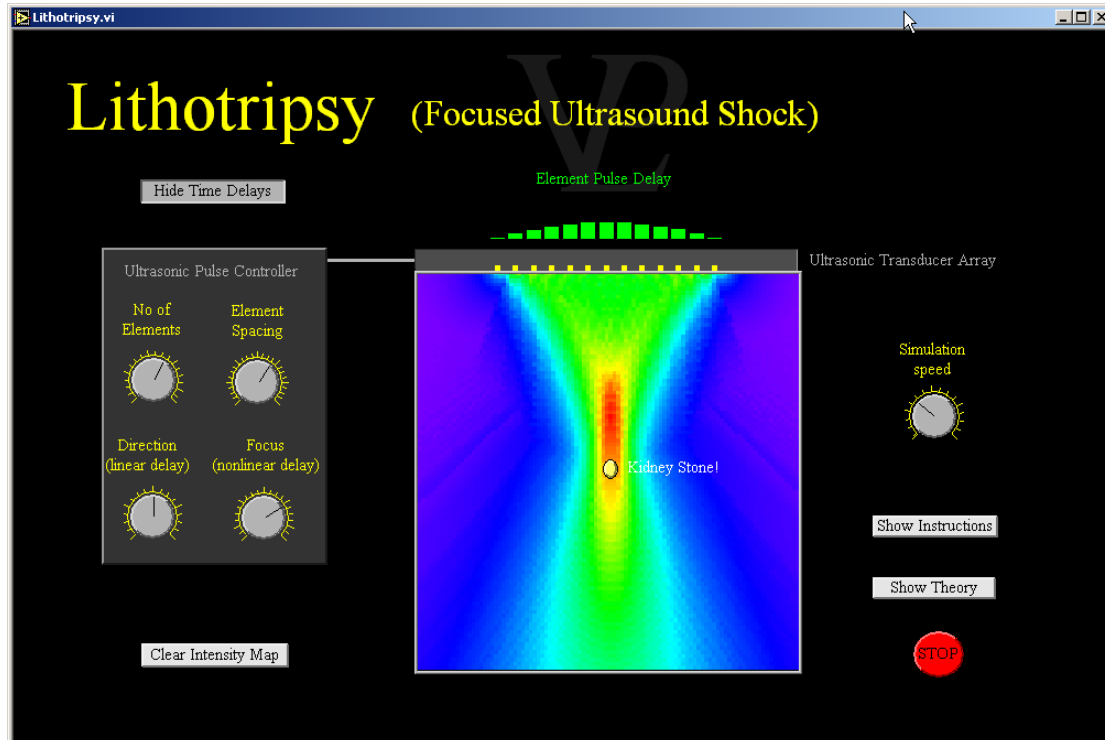 Lithotripsy.vi
Lithotripsy (Focused Ultrasound Shock)
VP
Hide Time Delays
Element Pulse Delay
Ultrasonic Pulse Controller
Ultrasonic Transducer Array
No of
Elements
Element
Spacing
Simulation
speed
Direction
(linear delay)
Focus
(nonlinear delay)
Kidney Stone!
Show Instructions
Show Theory
Clear Intensity Map
STOP